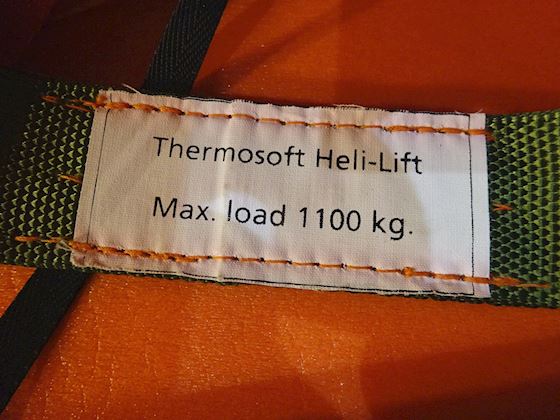 Thermosoft Heli-Lift
Max. load 1100 kg.